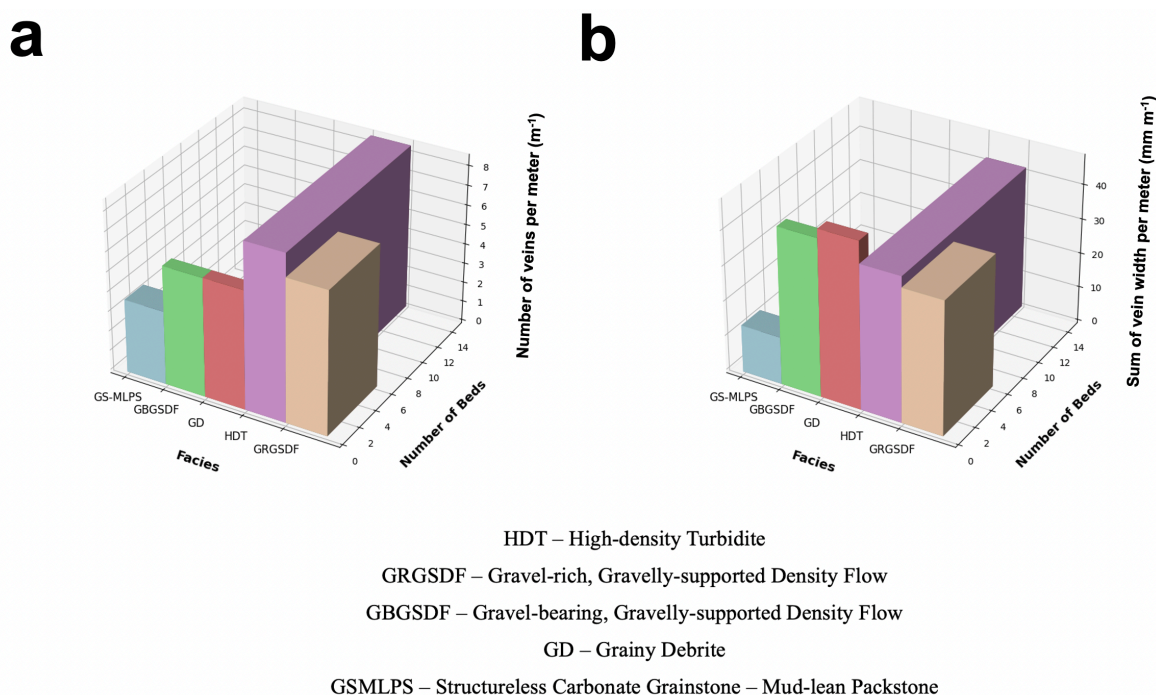 a
b
Number of veins per meter (m⁻¹)
8
7
6
5
4
3
2
1
0
14
12
10
8
6
4
2
0
Number of Beds
GS-MLPS
GBGSDF
GD
HDT
GRGSDF
Facies
Sum of vein width per meter (mm m⁻¹)
40
30
20
10
0
14
12
10
8
6
4
2
0
Number of Beds
GS-MLPS
GBGSDF
GD
HDT
GRGSDF
Facies
HDT – High-density Turbidite
GRGSDF – Gravel-rich, Gravelly-supported Density Flow
GBGSDF – Gravel-bearing, Gravelly-supported Density Flow
GD – Grainy Debrite
GSMLPS – Structureless Carbonate Grainstone – Mud-lean Packstone